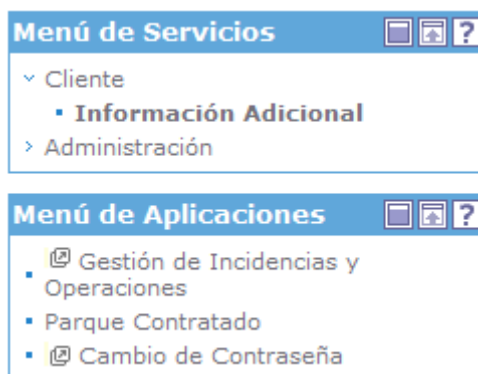 Menú de Servicios ?
Cliente
Información Adicional
Administración
Menú de Aplicaciones ?
Gestión de Incidencias y
Operaciones
Parque Contratado
Cambio de Contraseña